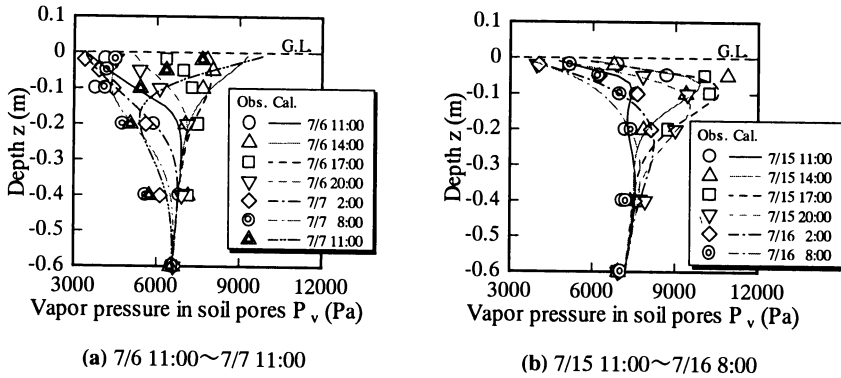 0.1
0
-0.1
-0.2
-0.3
-0.4
-0.5
-0.6
Depth z (m)
G.L.
Obs. Cal.
7/6 11:00
7/6 14:00
7/6 17:00
7/6 20:00
7/7 2:00
7/7 8:00
7/7 11:00
3000 6000 9000 12000
Vapor pressure in soil pores Pv (Pa)
(a) 7/6 11:00～7/7 11:00
0.1
0
-0.1
-0.2
-0.3
-0.4
-0.5
-0.6
Depth z (m)
G.L.
Obs. Cal.
7/15 11:00
7/15 14:00
7/15 17:00
7/15 20:00
7/16 2:00
7/16 8:00
3000 6000 9000 12000
Vapor pressure in soil pores Pv (Pa)
(b) 7/15 11:00～7/16 8:00